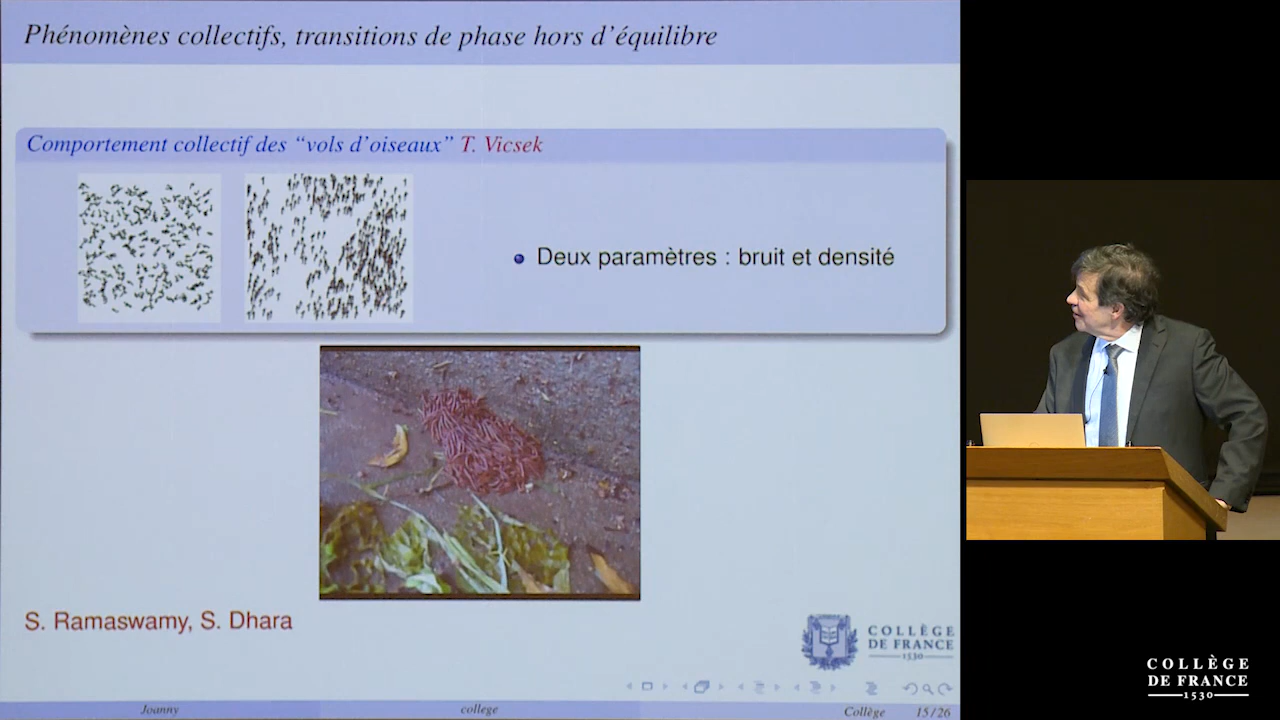 Phénomènes collectifs, transitions de phase hors d'équilibre
Comportement collectif des “vols d'oiseaux” T. Vicsek
Deux paramètres : bruit et densité
S. Ramaswamy, S. Dhara
COLLÈGE
DE FRANCE
1530
Joanny
college
Collège
15/26
COLLÈGE
DE FRANCE
1530